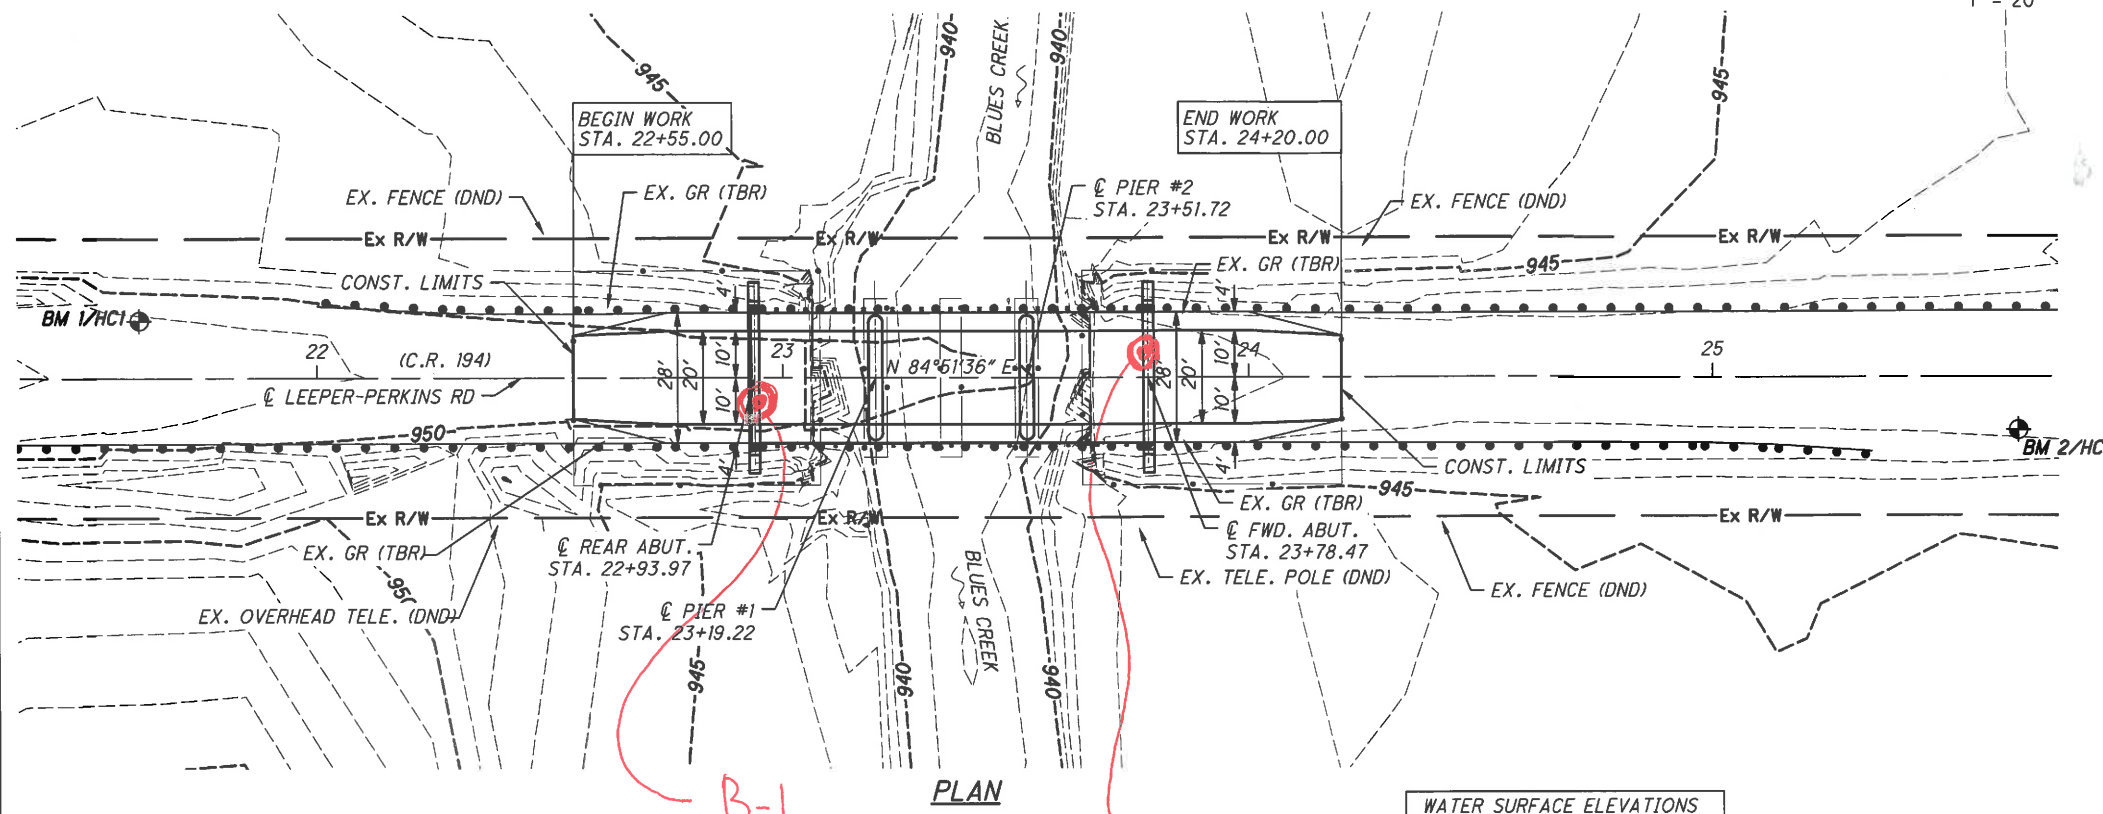 1" = 20'
940
BLUES CREEK
940
945
945
BEGIN WORK
STA. 22+55.00
END WORK
STA. 24+20.00
EX. FENCE (DND)
EX. GR (TBR)
℄ PIER #2
STA. 23+51.72
EX. FENCE (DND)
Ex R/W
Ex R/W
Ex R/W
Ex R/W
CONST. LIMITS
EX. GR (TBR)
945
4'
4'
BM 1/HC1
22
(C.R. 194)
23
N 84°51'36" E
24
25
28'
20'
10'
10'
28'
20'
10'
10'
℄ LEEPER-PERKINS RD
950
4'
4'
CONST. LIMITS
BM 2/HC
945
EX. GR (TBR)
Ex R/W
Ex R/W
Ex R/W
EX. GR (TBR)
℄ REAR ABUT.
STA. 22+93.97
℄ FWD. ABUT.
STA. 23+78.47
EX. TELE. POLE (DND)
EX. FENCE (DND)
950
EX. OVERHEAD TELE. (DND)
℄ PIER #1
STA. 23+19.22
BLUES CREEK
945
940
940
B-1
PLAN
WATER SURFACE ELEVATIONS